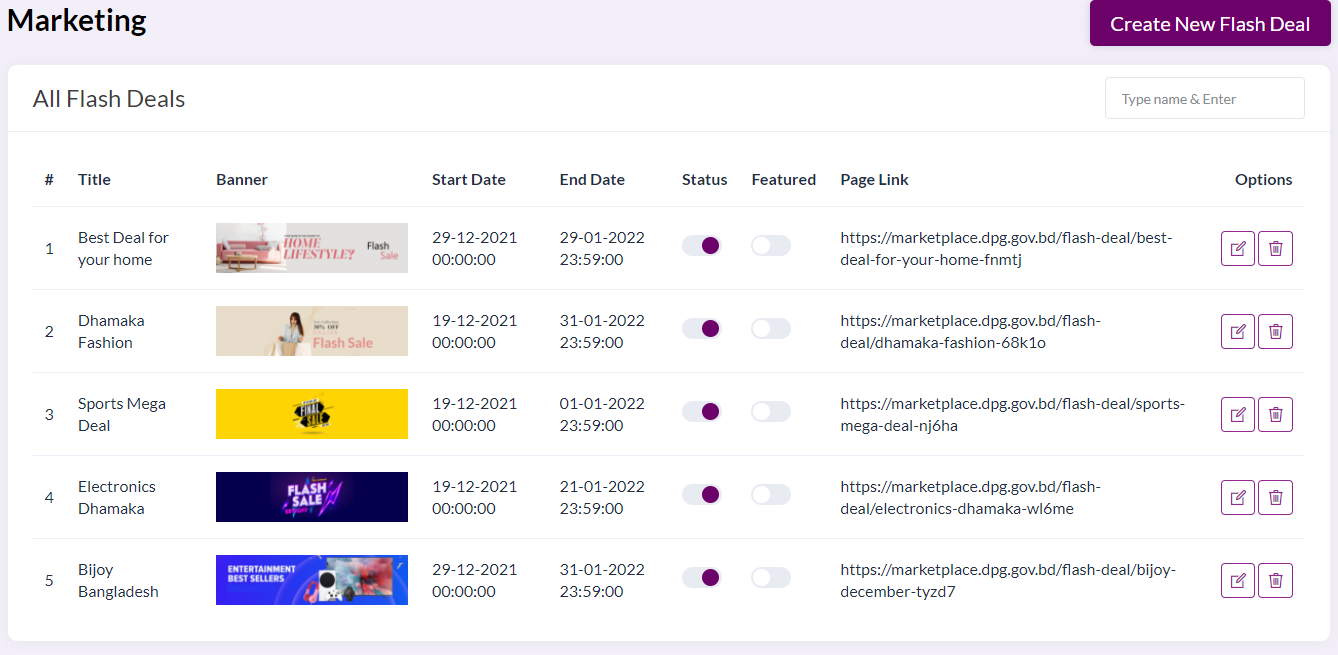 Marketing
Create New Flash Deal
All Flash Deals
Type name & Enter
# Title Banner Start Date End Date Status Featured Page Link Options
1
Best Deal for
your home
HOME
LIFESTYLE?
Flash
Sale
29-12-2021
00:00:00
29-01-2022
23:59:00
https://marketplace.dpg.gov.bd/flash-deal/best-
deal-for-your-home-fnmtj
2
Dhamaka
Fashion
30% OFF
Flash Sale
19-12-2021
00:00:00
31-01-2022
23:59:00
https://marketplace.dpg.gov.bd/flash-
deal/dhamaka-fashion-68k1o
3
Sports Mega
Deal
FINAL
SALE
19-12-2021
00:00:00
01-01-2022
23:59:00
https://marketplace.dpg.gov.bd/flash-deal/sports-
mega-deal-nj6ha
4
Electronics
Dhamaka
FLASH
SALE
19-12-2021
00:00:00
21-01-2022
23:59:00
https://marketplace.dpg.gov.bd/flash-
deal/electronics-dhamaka-wl6me
5
Bijoy
Bangladesh
ENTERTAINMENT
BEST SELLERS
29-12-2021
00:00:00
31-01-2022
23:59:00
https://marketplace.dpg.gov.bd/flash-deal/bijoy-
december-tyzd7